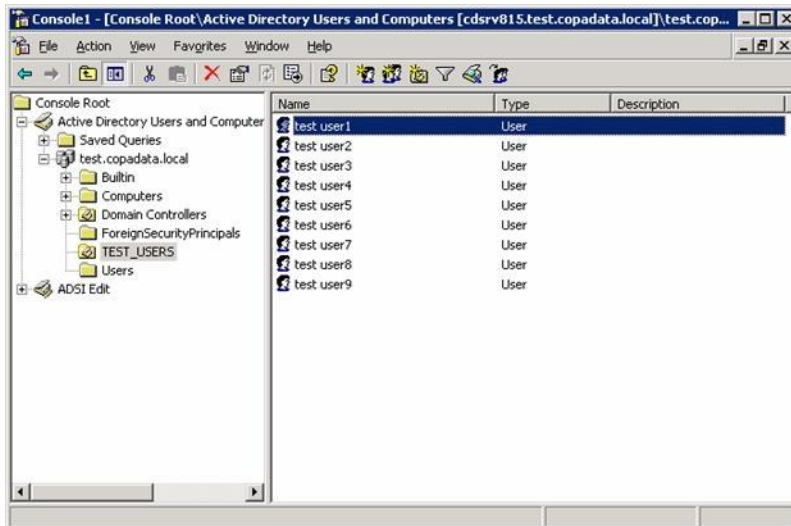 Console1 - [Console Root\Active Directory Users and Computers [cdsrv815.test.copadata.local]\test.cop...
File Action View Favorites Window Help
Console Root
Active Directory Users and Computer
Saved Queries
test.copadata.local
Builtin
Computers
Domain Controllers
ForeignSecurityPrincipals
TEST_USERS
Users
ADSI Edit
Name Type Description
test user1 User
test user2 User
test user3 User
test user4 User
test user5 User
test user6 User
test user7 User
test user8 User
test user9 User